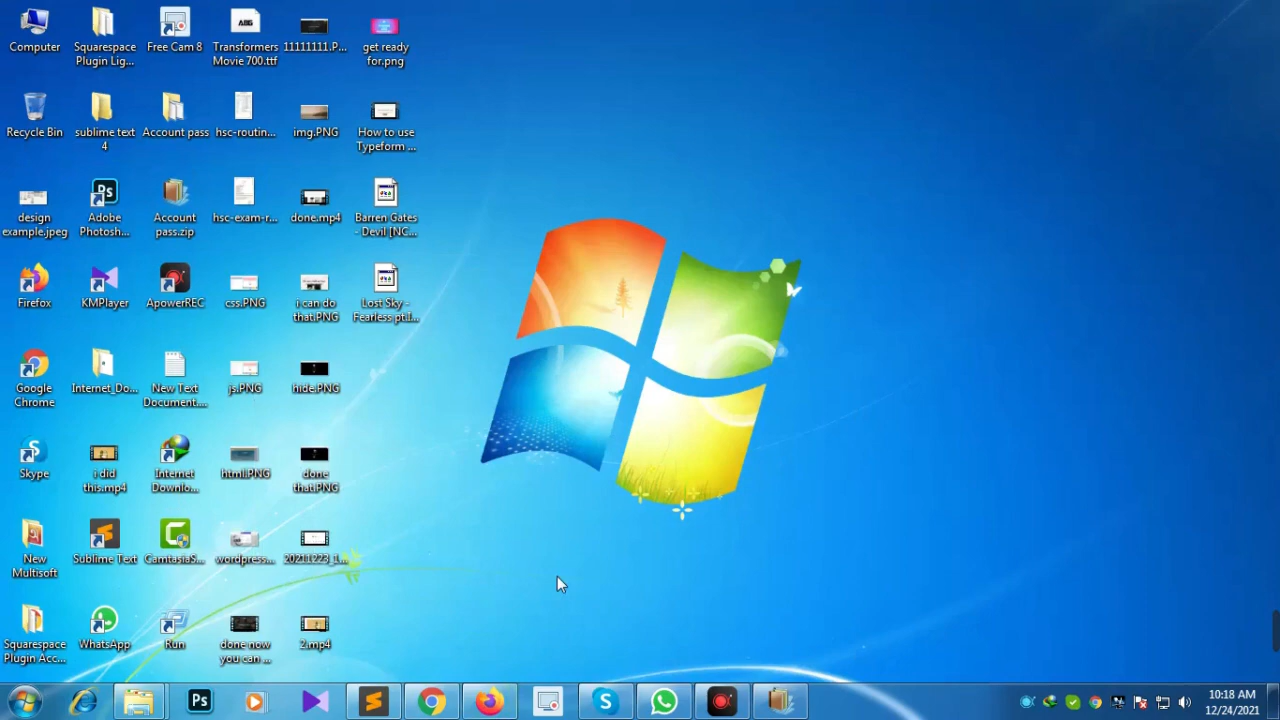 Computer
Squarespace
Plugin Lig...
Free Cam 8
ABG
Transformers
Movie 700.ttf
11111111.P...
get ready
for.png
Recycle Bin
sublime text
4
Account pass
hsc-routin...
img.PNG
How to use
Typeform ...
design
example.jpeg
Ps
Adobe
Photosh...
Account
pass.zip
hsc-exam-r...
done.mp4
Barren Gates
- Devil [NC...
Firefox
KMPlayer
ApowerREC
css.PNG
i can do
that.PNG
Lost Sky -
Fearless pt.I...
Google
Chrome
Internet_Do...
New Text
Document....
js.PNG
hide.PNG
Skype
i did
this.mp4
Internet
Downlo...
html.PNG
done
that!.PNG
New
Multisoft
Sublime Text
CamtasiaS...
wordpress...
20211223_1...
Squarespace
Plugin Acc...
WhatsApp
Run
done now
you can ...
2.mp4
Ps
10:18 AM
12/24/2021